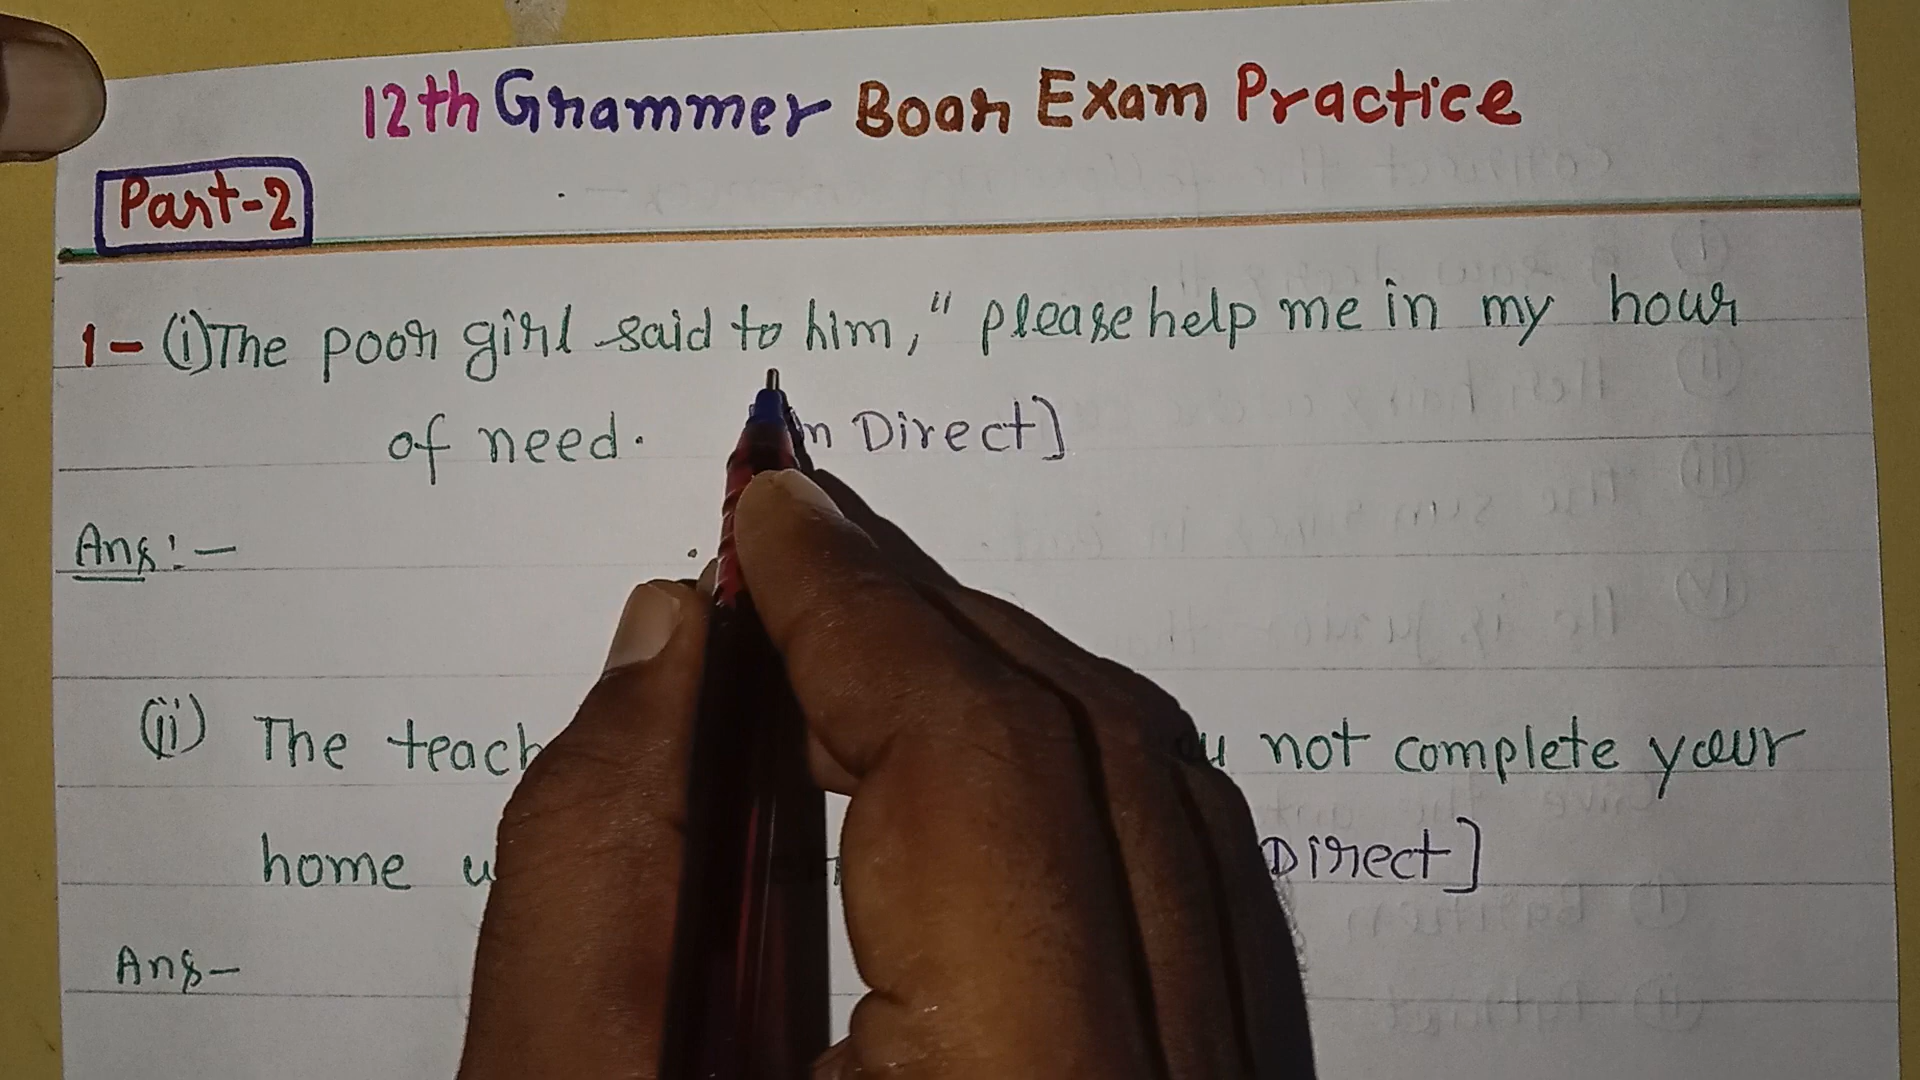 12th Grammer Boar Exam Practice
Part-2
1- (i) The poor girl said to him, " please help me in my hour
of need. Direct]
Ans:-
(ii) The not complete your
home Direct]
Ans-